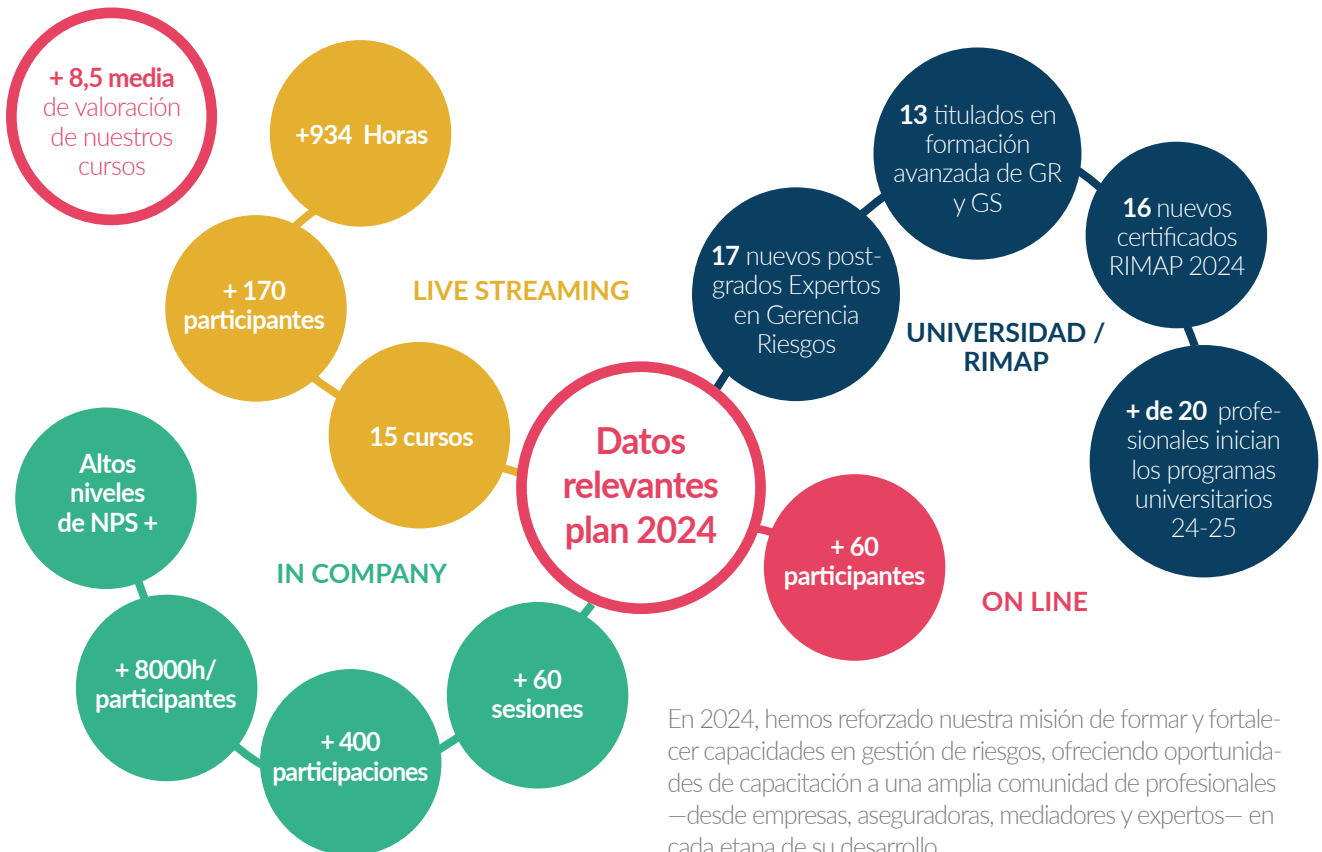 + 8,5 media
de valoración
de nuestros
cursos
+934 Horas
+ 170
participantes
LIVE STREAMING
15 cursos
Altos
niveles
de NPS +
IN COMPANY
+ 8000h/
participantes
+ 400
participaciones
+ 60
sesiones
Datos
relevantes
plan 2024
17 nuevos post-
grados Expertos
en Gerencia
Riesgos
13 titulados en
formación
avanzada de GR
y GS
16 nuevos
certificados
RIMAP 2024
UNIVERSIDAD /
RIMAP
+ de 20 profe-
sionales inician
los programas
universitarios
24-25
+ 60
participantes
ON LINE
En 2024, hemos reforzado nuestra misión de formar y fortale-
cer capacidades en gestión de riesgos, ofreciendo oportunida-
des de capacitación a una amplia comunidad de profesionales
—desde empresas, aseguradoras, mediadores y expertos— en
cada etapa de su desarrollo